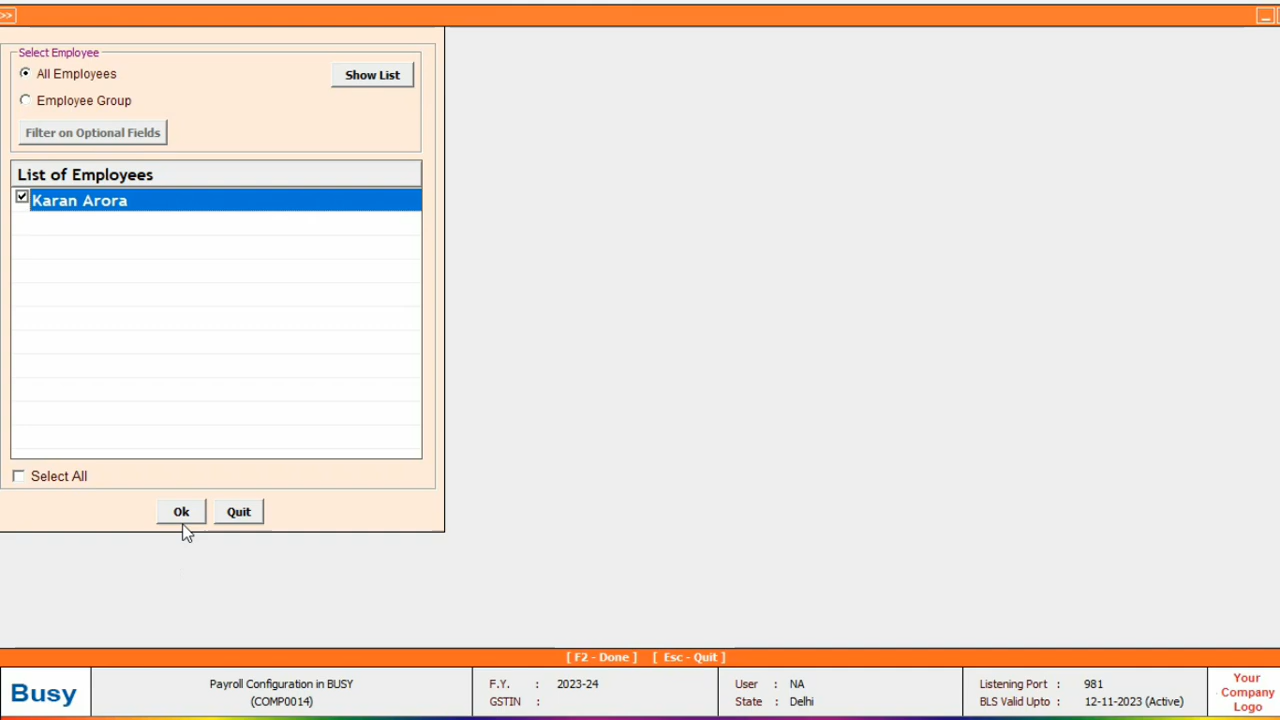 >>
Select Employee
All Employees
Show List
Employee Group
Filter on Optional Fields
List of Employees
Karan Arora
Select All
Ok Quit
[ F2 - Done ] [ Esc - Quit ]
Busy
Payroll Configuration in BUSY
(COMP0014)
F.Y. : 2023-24
GSTIN :
User : NA
State : Delhi
Listening Port : 981
BLS Valid Upto : 12-11-2023 (Active)
Your
Company
Logo